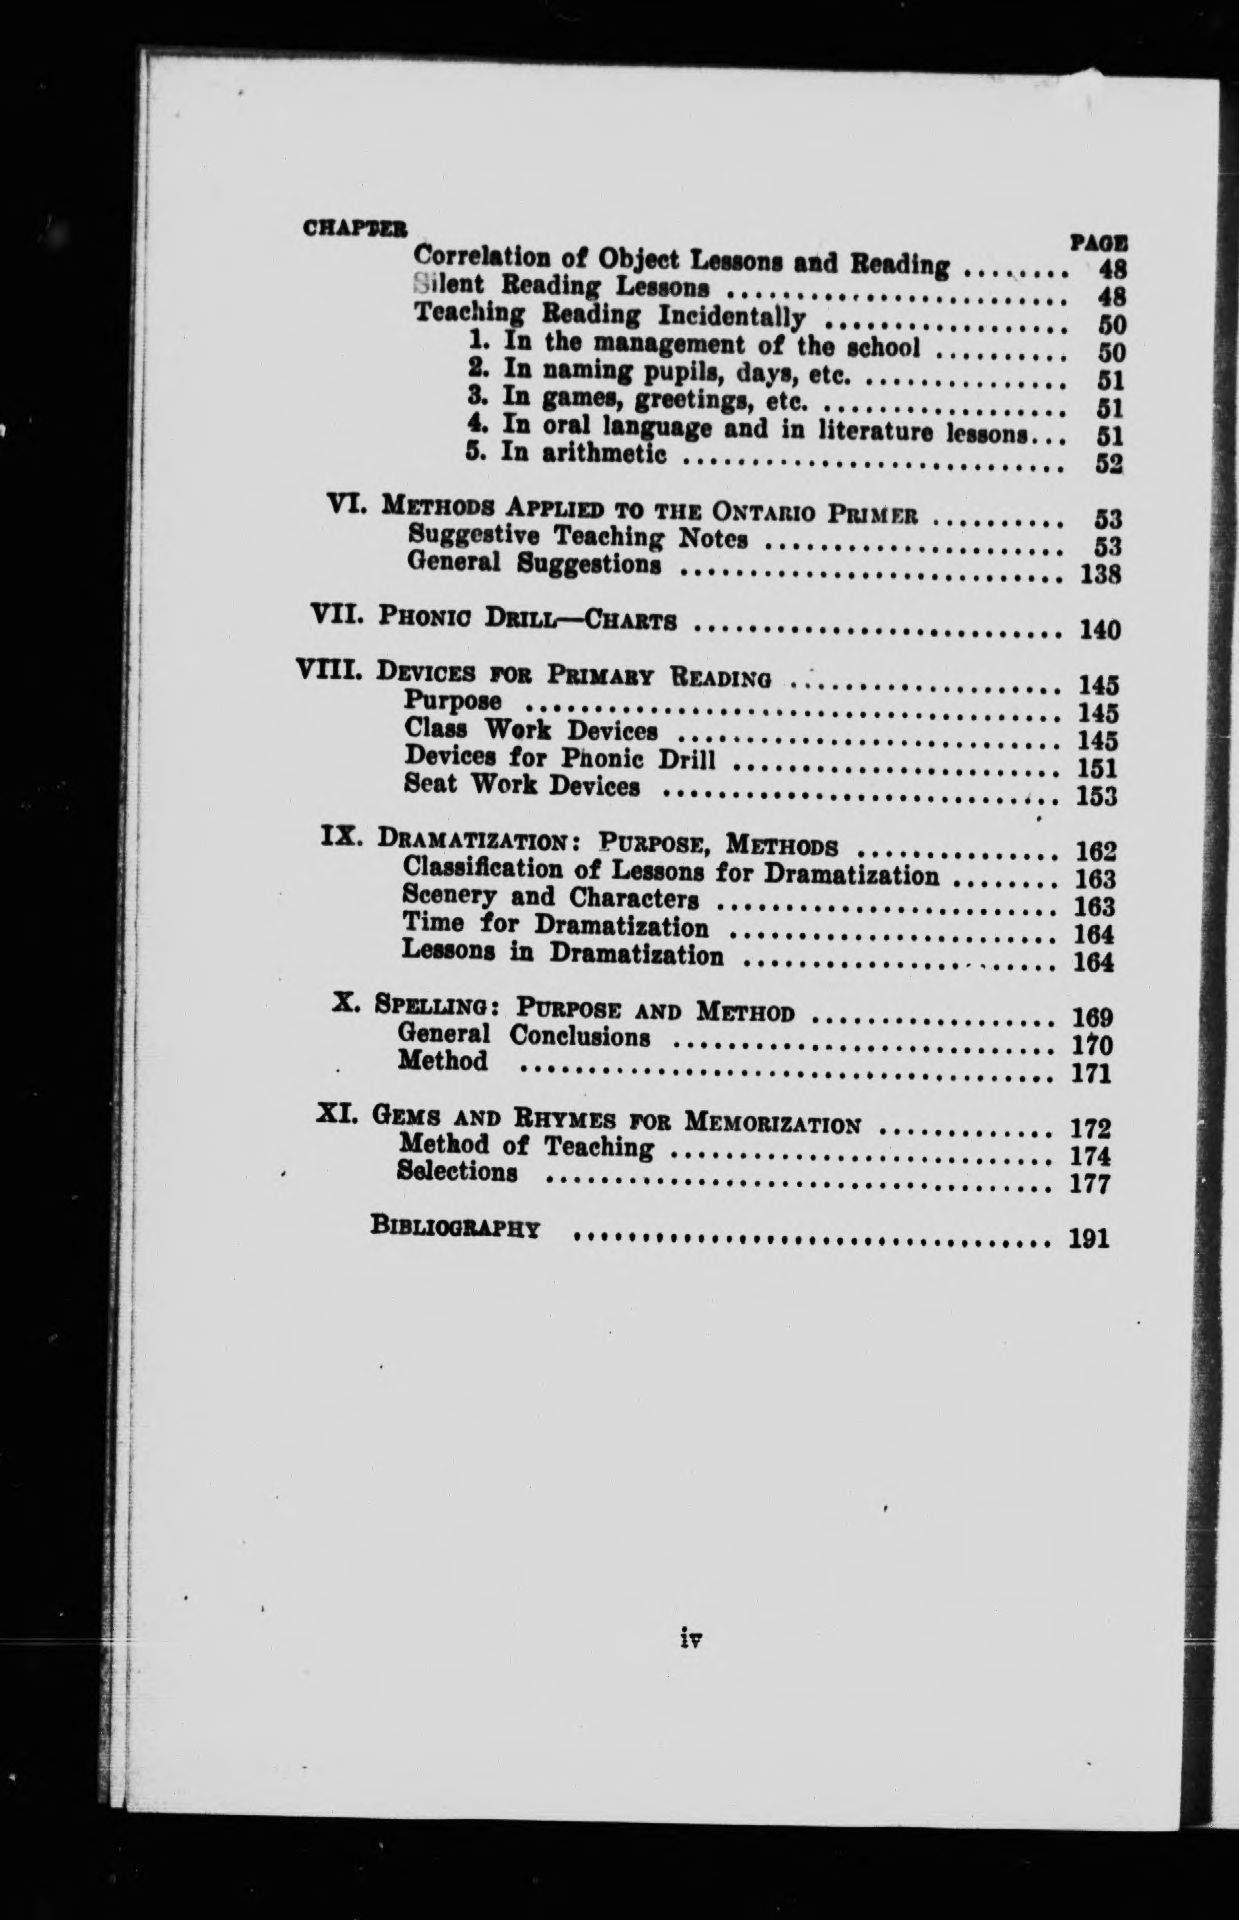 CHAPTER PAGE
Correlation of Object Lessons and Reading ........ 48
Silent Reading Lessons ......................... 48
Teaching Reading Incidentally .................. 50
1. In the management of the school .......... 50
2. In naming pupils, days, etc. ............... 51
3. In games, greetings, etc. .................. 51
4. In oral language and in literature lessons... 51
5. In arithmetic ............................ 52
VI. METHODS APPLIED TO THE ONTARIO PRIMER .......... 53
Suggestive Teaching Notes ...................... 53
General Suggestions ............................ 138
VII. PHONIC DRILL—CHARTS ........................... 140
VIII. DEVICES FOR PRIMARY READING .................... 145
Purpose ....................................... 145
Class Work Devices ............................ 145
Devices for Phonic Drill ........................ 151
Seat Work Devices ............................. 153
IX. DRAMATIZATION: PURPOSE, METHODS ............... 162
Classification of Lessons for Dramatization ........ 163
Scenery and Characters ......................... 163
Time for Dramatization ........................ 164
Lessons in Dramatization ....................... 164
X. SPELLING: PURPOSE AND METHOD .................. 169
General Conclusions ............................ 170
Method ....................................... 171
XI. GEMS AND RHYMES FOR MEMORIZATION ............. 172
Method of Teaching ............................ 174
Selections ..................................... 177
BIBLIOGRAPHY ................................... 191
iv